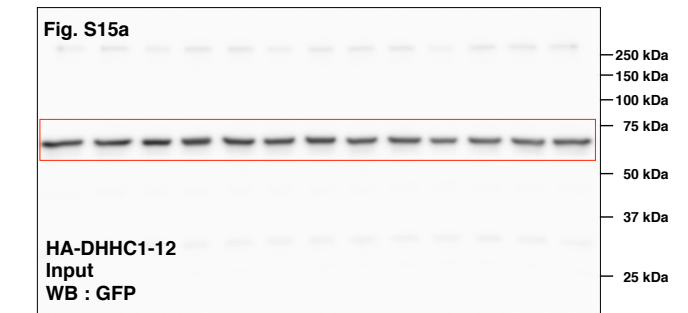 Fig. S15a
250 kDa
150 kDa
100 kDa
75 kDa
50 kDa
37 kDa
25 kDa
HA-DHHC1-12
Input
WB : GFP